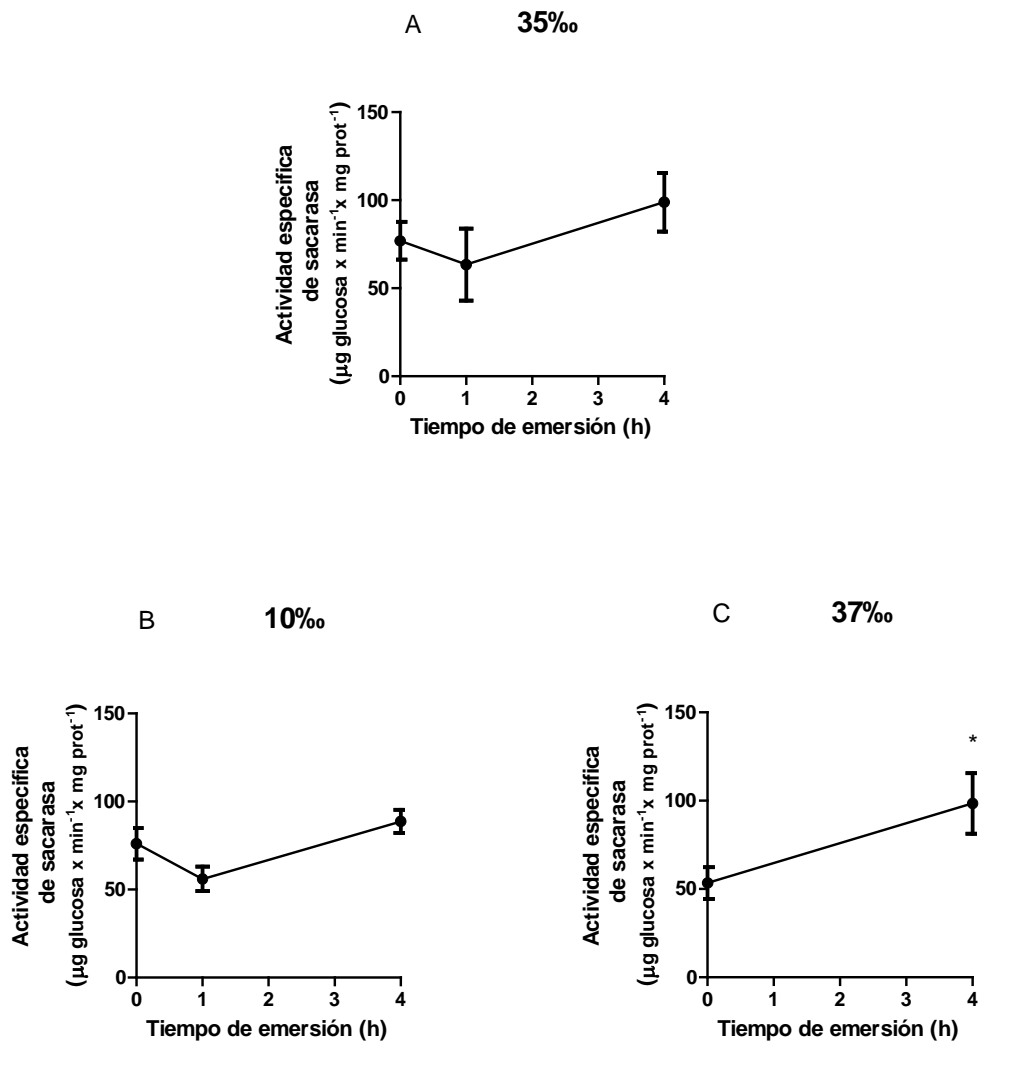 A 35‰
Actividad especifica
de sacarasa
(µg glucosa x min⁻¹x mg prot⁻¹)
150
100
50
0
0 1 2 3 4
Tiempo de emersión (h)
B 10‰
Actividad especifica
de sacarasa
(µg glucosa x min⁻¹x mg prot⁻¹)
150
100
50
0
0 1 2 3 4
Tiempo de emersión (h)
C 37‰
Actividad especifica
de sacarasa
(µg glucosa x min⁻¹x mg prot⁻¹)
150
*
100
50
0
0 1 2 3 4
Tiempo de emersión (h)